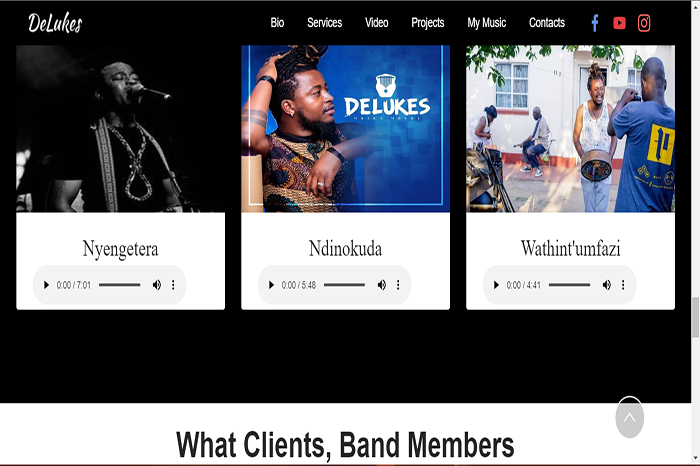 DeLukes
Bio Services Video Projects My Music Contacts
DELUKES
Nyengetera Ndinokuda Wathint'umfazi
0:00 / 7:01 0:00 / 5:48 0:00 / 4:41
What Clients, Band Members